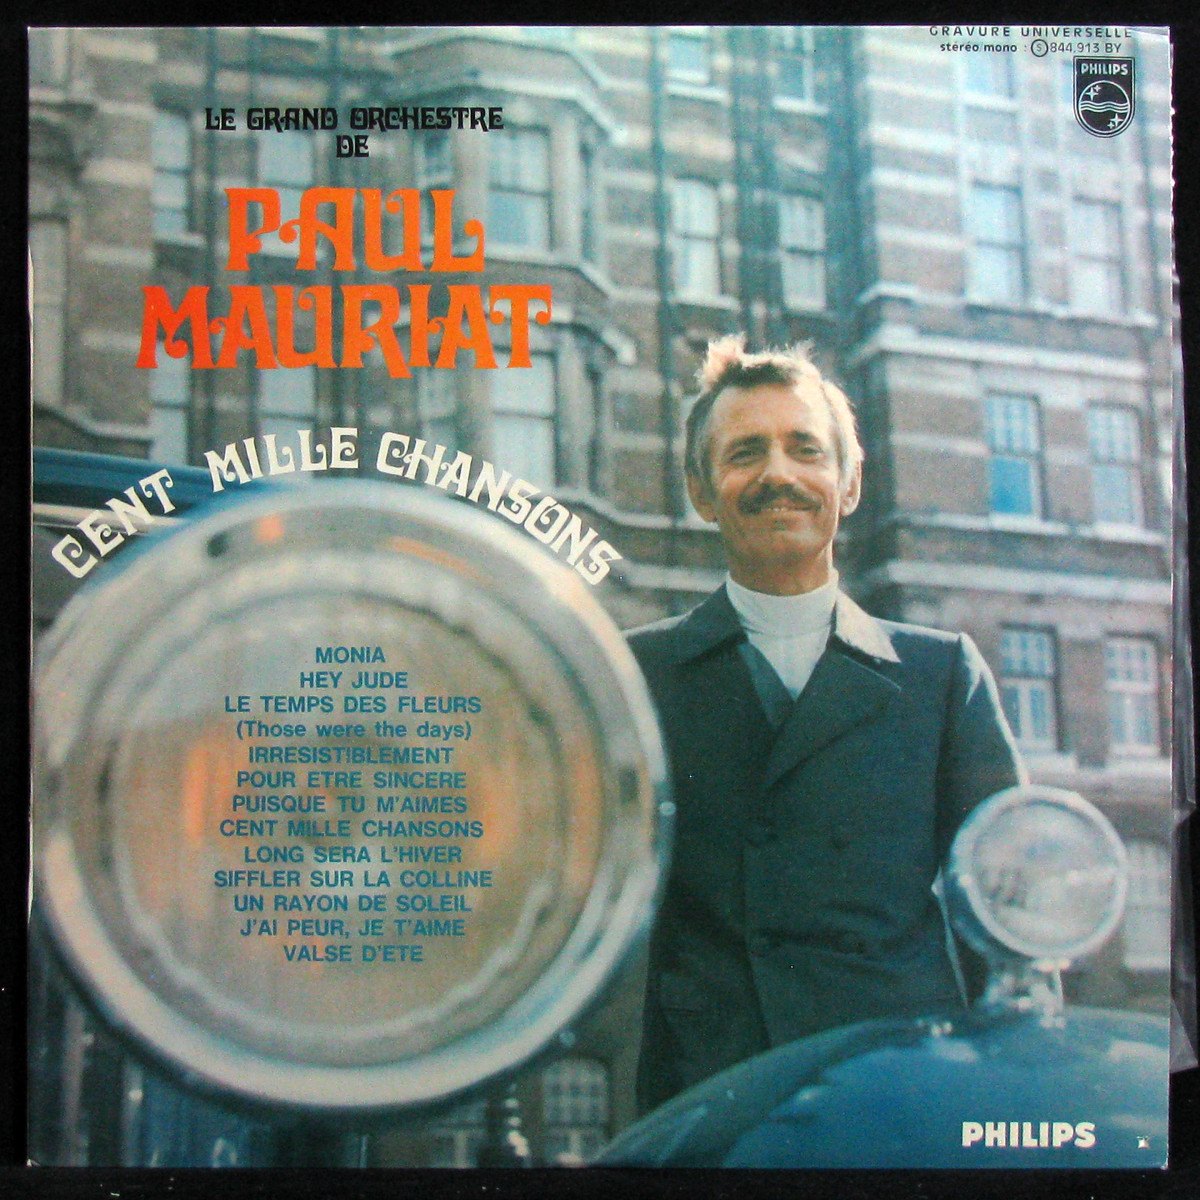 GRAVURE UNIVERSELLE
stéréo mono : Ⓢ 844.913 BY
PHILIPS
LE GRAND ORCHESTRE
DE
PAUL
MAURIAT
CENT MILLE CHANSONS
MONIA
HEY JUDE
LE TEMPS DES FLEURS
(Those were the days)
IRRESISTIBLEMENT
POUR ETRE SINCERE
PUISQUE TU M'AIMES
CENT MILLE CHANSONS
LONG SERA L'HIVER
SIFFLER SUR LA COLLINE
UN RAYON DE SOLEIL
J'AI PEUR, JE T'AIME
VALSE D'ETE
PHILIPS